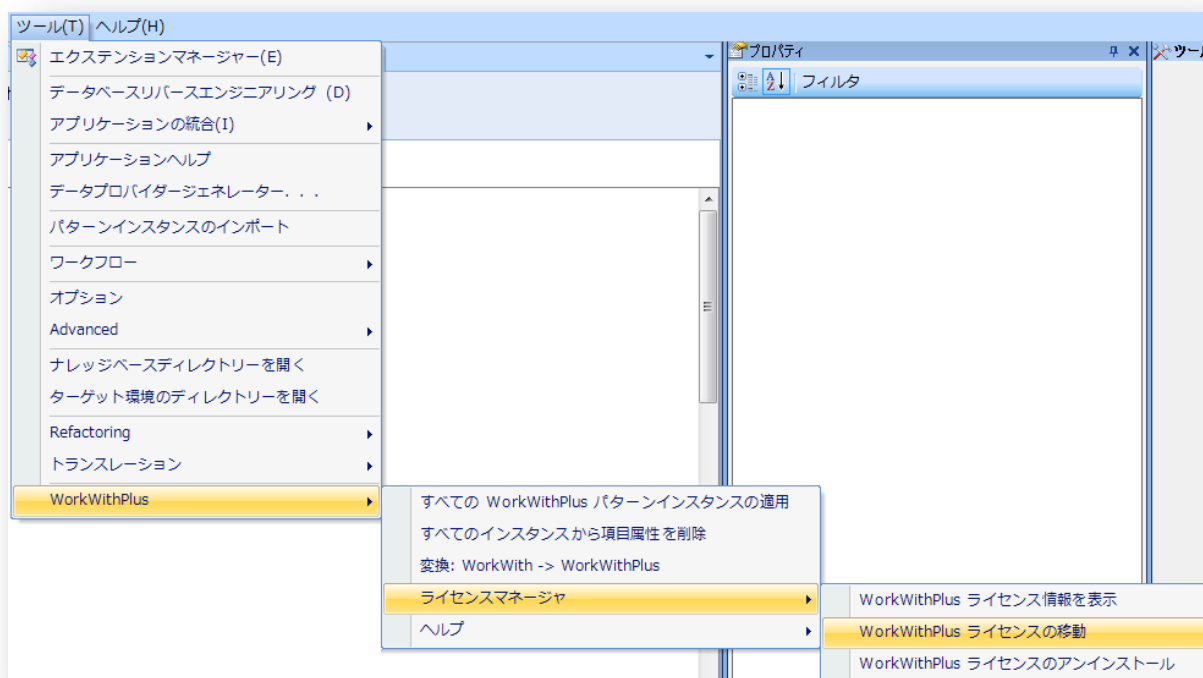 ツール(T) ヘルプ(H)
エクステンションマネージャー(E)
データベースリバースエンジニアリング (D)
アプリケーションの統合(I)
アプリケーションヘルプ
データプロバイダージェネレーター. . .
パターンインスタンスのインポート
ワークフロー
オプション
Advanced
ナレッジベースディレクトリーを開く
ターゲット環境のディレクトリーを開く
Refactoring
トランスレーション
WorkWithPlus
すべての WorkWithPlus パターンインスタンスの適用
すべてのインスタンスから項目属性を削除
変換: WorkWith -> WorkWithPlus
ライセンスマネージャ
ヘルプ
WorkWithPlus ライセンス情報を表示
WorkWithPlus ライセンスの移動
WorkWithPlus ライセンスのアンインストール
プロパティ
フィルタ
ツー